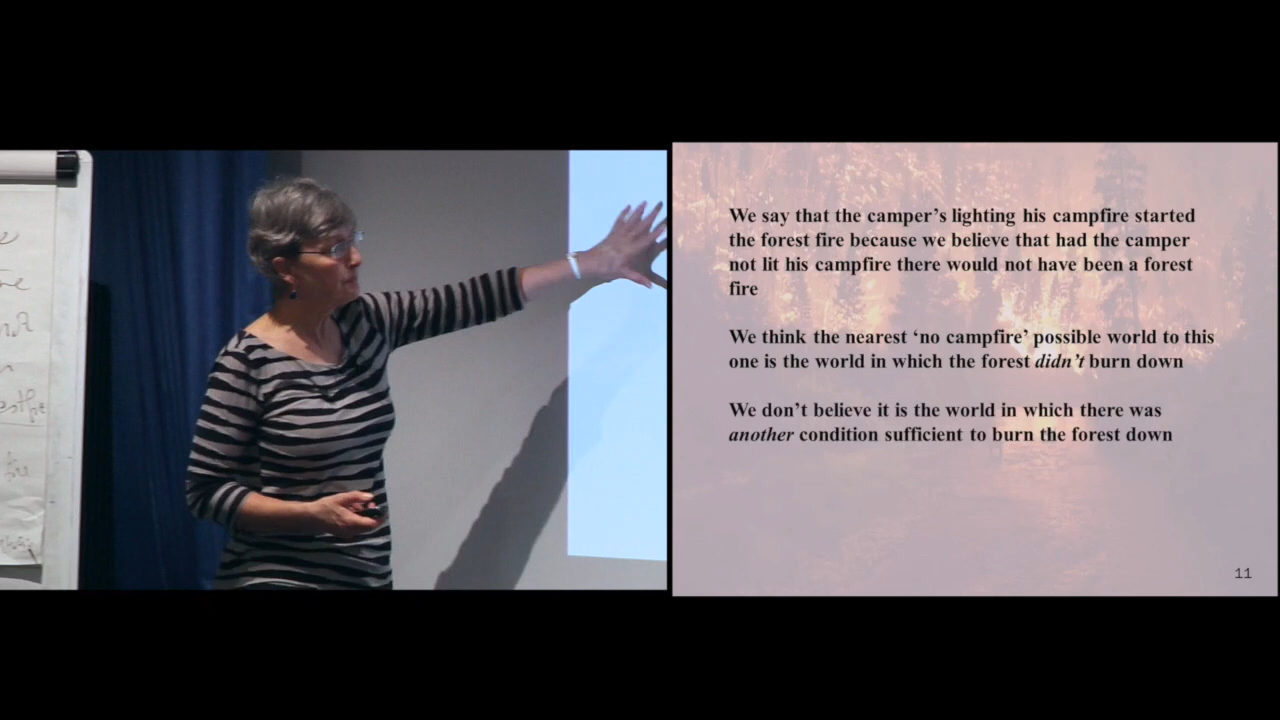 We say that the camper’s lighting his campfire started
the forest fire because we believe that had the camper
not lit his campfire there would not have been a forest
fire
We think the nearest ‘no campfire’ possible world to this
one is the world in which the forest didn’t burn down
We don’t believe it is the world in which there was
another condition sufficient to burn the forest down
11